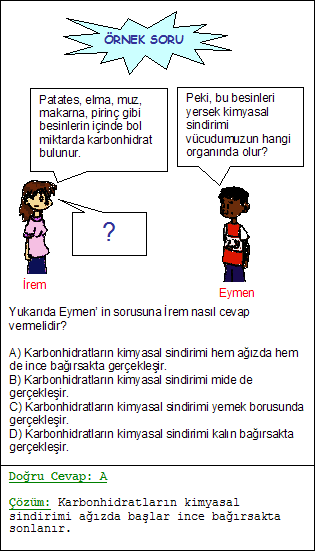 ÖRNEK SORU
Patates, elma, muz,
makarna, pirinç gibi
besinlerin içinde bol
miktarda karbonhidrat
bulunur.
Peki, bu besinleri
yersek kimyasal
sindirimi
vücudumuzun hangi
organında olur?
?
İrem
Eymen
Yukarıda Eymen' in sorusuna İrem nasıl cevap
vermelidir?
A) Karbonhidratların kimyasal sindirimi hem ağızda hem
de ince bağırsakta gerçekleşir.
B) Karbonhidratların kimyasal sindirimi mide de
gerçekleşir.
C) Karbonhidratların kimyasal sindirimi yemek borusunda
gerçekleşir.
D) Karbonhidratların kimyasal sindirimi kalın bağırsakta
gerçekleşir.
Doğru Cevap: A
Çözüm: Karbonhidratların kimyasal
sindirimi ağızda başlar ince bağırsakta
sonlanır.